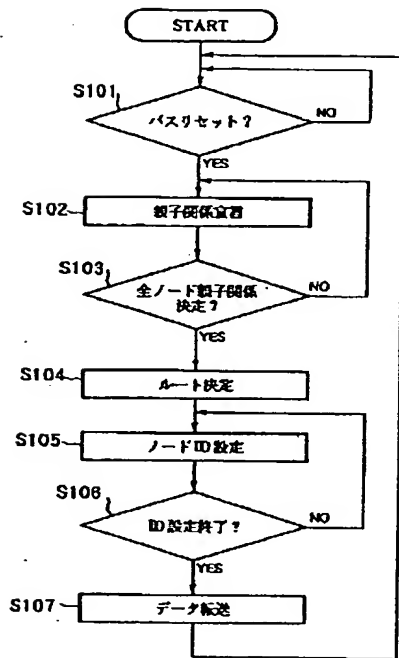 START
S101
バスリセット?
NO
YES
S102
親子関係宣言
S103
全ノード親子関係
決定?
NO
YES
S104
ルート決定
S105
ノードID設定
S106
ID設定終了?
NO
YES
S107
データ転送